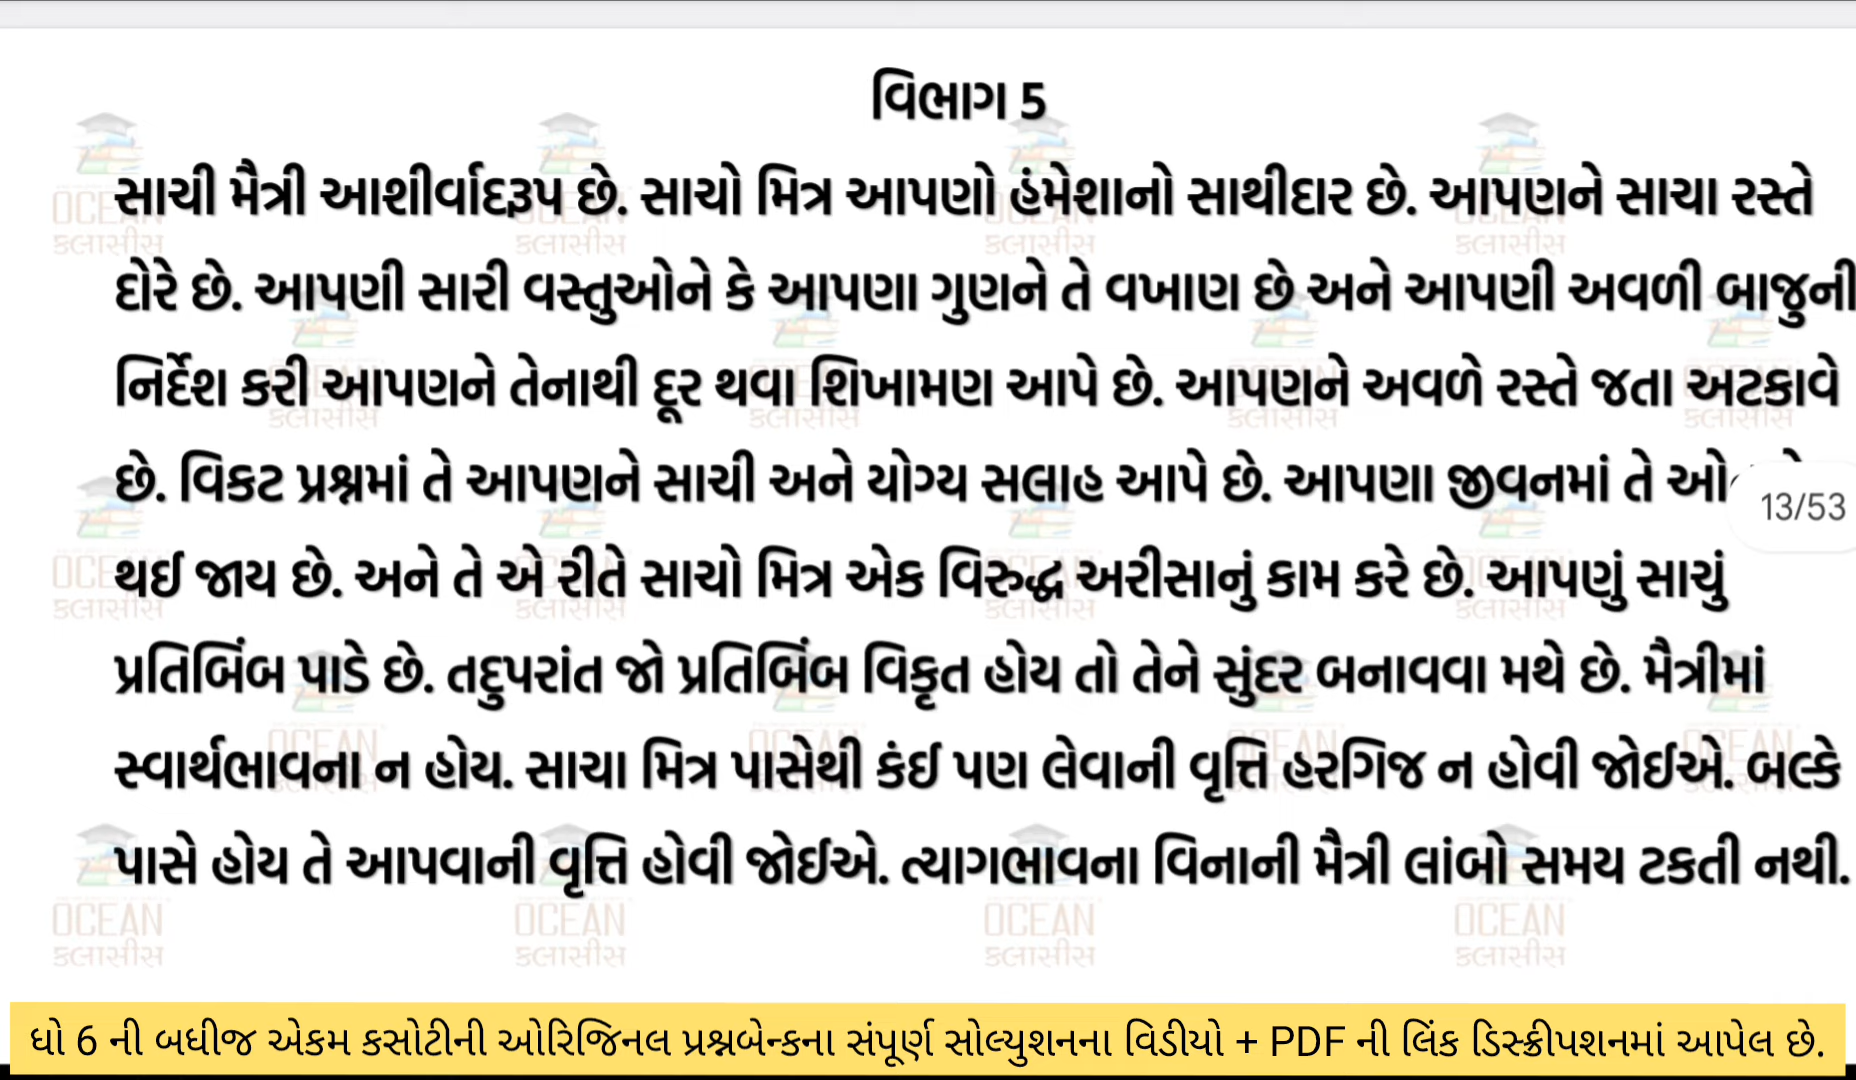 વિભાગ 5
સાચી મૈત્રી આશીર્વાદરૂપ છે. સાચો મિત્ર આપણો હંમેશાનો સાથીદાર છે. આપણને સાચા રસ્તે
દોરે છે. આપણી સારી વસ્તુઓને કે આપણા ગુણને તે વખાણ છે અને આપણી અવળી બાજુની
નિર્દેશ કરી આપણને તેનાથી દૂર થવા શિખામણ આપે છે. આપણને અવળે રસ્તે જતા અટકાવે
છે. વિકટ પ્રશ્નમાં તે આપણને સાચી અને યોગ્ય સલાહ આપે છે. આપણા જીવનમાં તે
13/53
થઈ જાય છે. અને તે એ રીતે સાચો મિત્ર એક વિરુદ્ધ અરીસાનું કામ કરે છે. આપણું સાચું
પ્રતિબિંબ પાડે છે. તદુપરાંત જો પ્રતિબિંબ વિકૃત હોય તો તેને સુંદર બનાવવા મથે છે. મૈત્રીમાં
સ્વાર્થભાવના ન હોય. સાચા મિત્ર પાસેથી કંઈ પણ લેવાની વૃત્તિ હરગિજ ન હોવી જોઈએ. બલ્કે
પાસે હોય તે આપવાની વૃત્તિ હોવી જોઈએ. ત્યાગભાવના વિનાની મૈત્રી લાંબો સમય ટકતી નથી.
OCEAN OCEAN OCEAN OCEAN
ક્લાસીસ ક્લાસીસ ક્લાસીસ ક્લાસીસ
ધો 6 ની બધીજ એકમ કસોટીની ઓરિજિનલ પ્રશ્નબેન્કના સંપૂર્ણ સોલ્યુશનના વિડીયો + PDF ની લિંક ડિસ્ક્રીપશનમાં આપેલ છે.